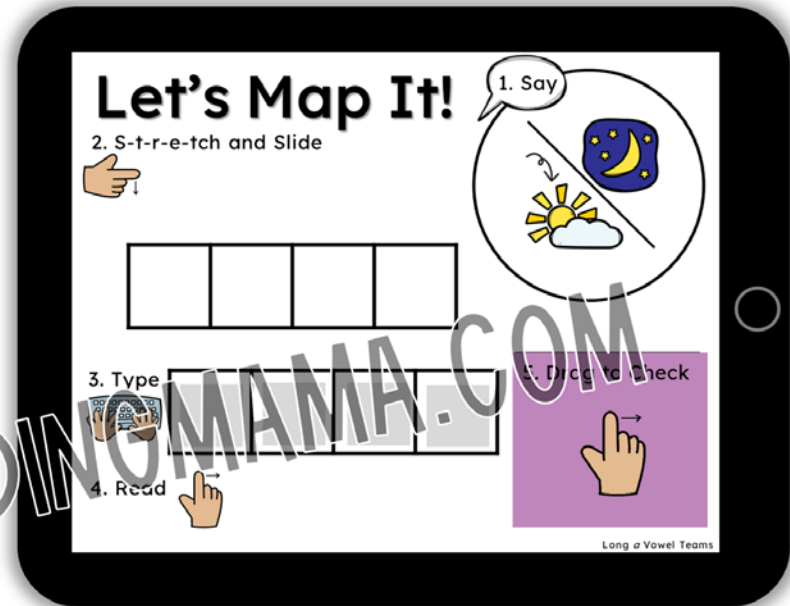 Let's Map It!
1. Say
2. S-t-r-e-tch and Slide
3. Type
5. Drag to Check
DINGMAMA.COM
4. Read
Long a Vowel Teams